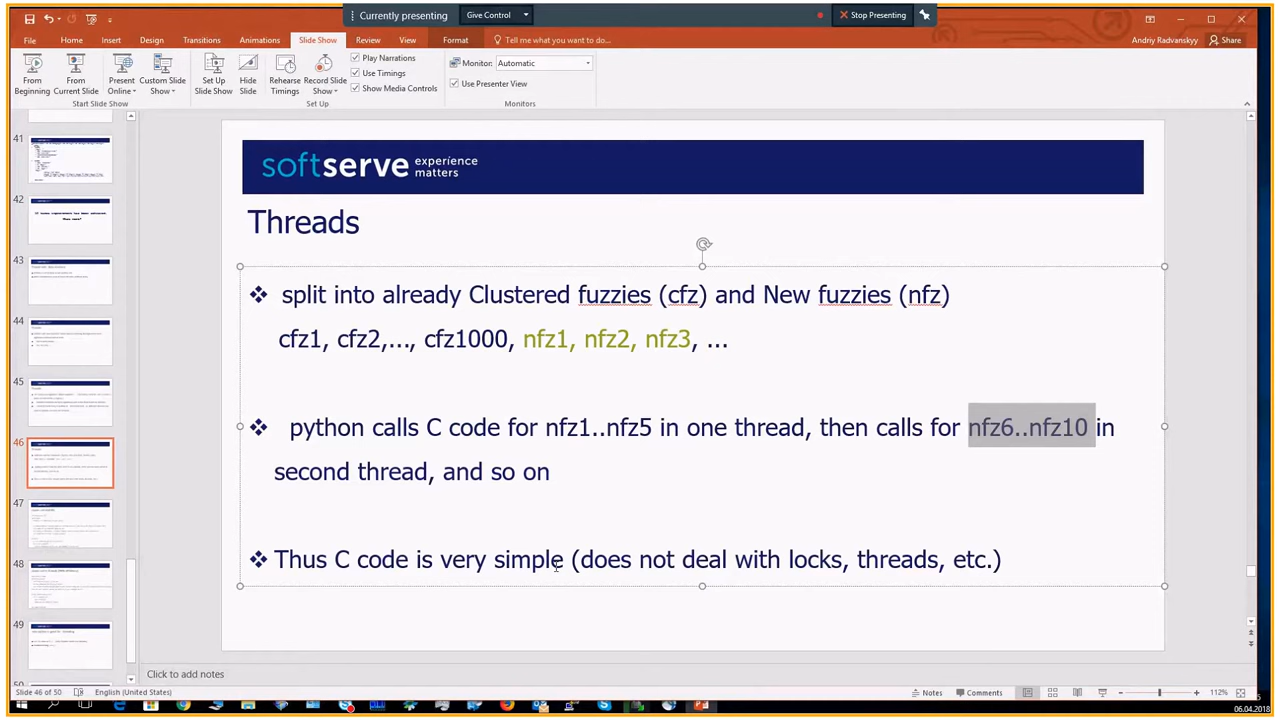 Currently presenting
Give Control
Stop Presenting
File
Home
Insert
Design
Transitions
Animations
Slide Show
Review
View
Format
Tell me what you want to do...
Andriy Radvanskyy
Share
From Beginning
From Current Slide
Present Online
Custom Slide Show
Start Slide Show
Set Up Slide Show
Hide Slide
Rehearse Timings
Record Slide Show
Play Narrations
Use Timings
Show Media Controls
Set Up
Monitor:
Automatic
Use Presenter View
Monitors
41
42
43
44
45
46
47
48
49
softserve experience matters
Threads
❖ split into already Clustered fuzzies (cfz) and New fuzzies (nfz)
cfz1, cfz2,..., cfz1000, nfz1, nfz2, nfz3, ...
❖ python calls C code for nfz1..nfz5 in one thread, then calls for nfz6..nfz10 in
second thread, and so on
❖ Thus C code is very simple (does not deal with locks, threads, etc.)
Click to add notes
Slide 46 of 50
English (United States)
Notes
Comments
112%
06.04.2018